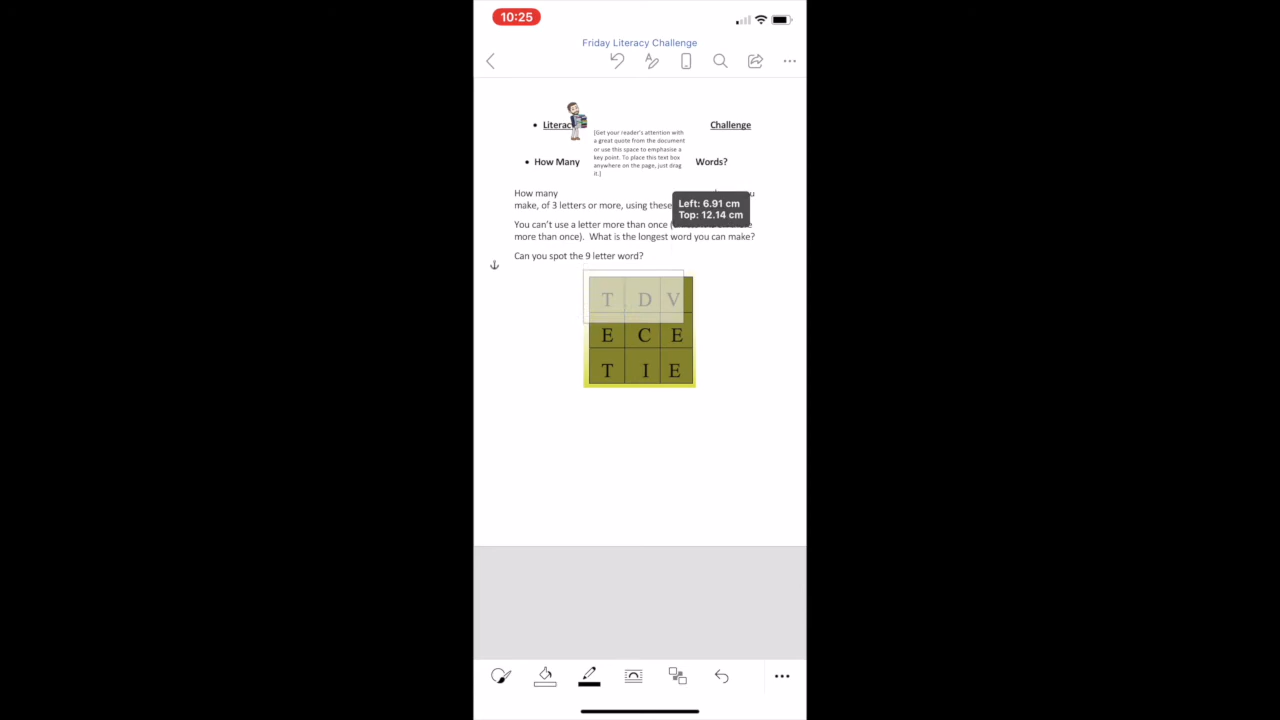 10:25
Friday Literacy Challenge
Literac Challenge
[Get your reader's attention with
a great quote from the document
or use this space to emphasise a
key point. To place this text box
anywhere on the page, just drag
it.]
How Many Words?
How many
make, of 3 letters or more, using these
Left: 6.91 cm
Top: 12.14 cm
You can't use a letter more than once
more than once). What is the longest word you can make?
Can you spot the 9 letter word?
T D V
E C E
T I E